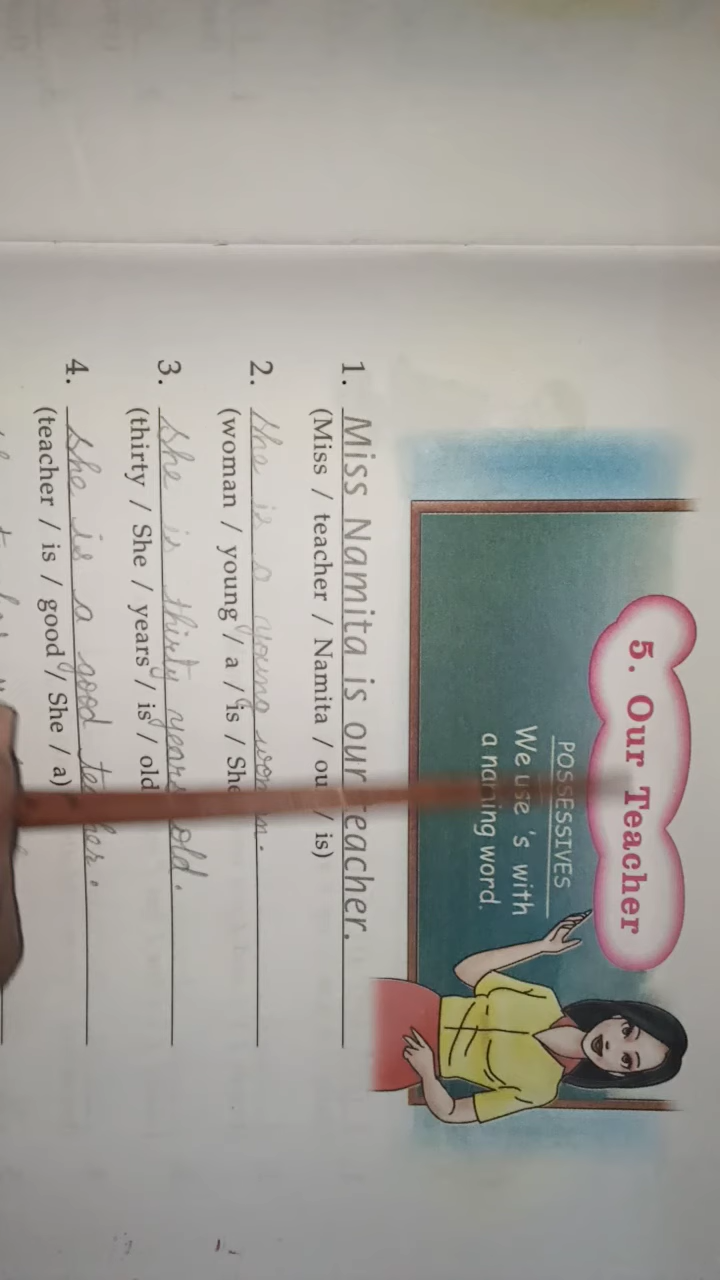 5. Our Teacher
POSSESSIVES
We use 's with
a naming word.
1. Miss Namita is our teacher.
(Miss / teacher / Namita / ou / is)
2. She is a young woman.
(woman / young / a / is / She
3. She is thirty years old.
(thirty / She / years / is / old
4. She is a good teacher.
(teacher / is / good / She / a)